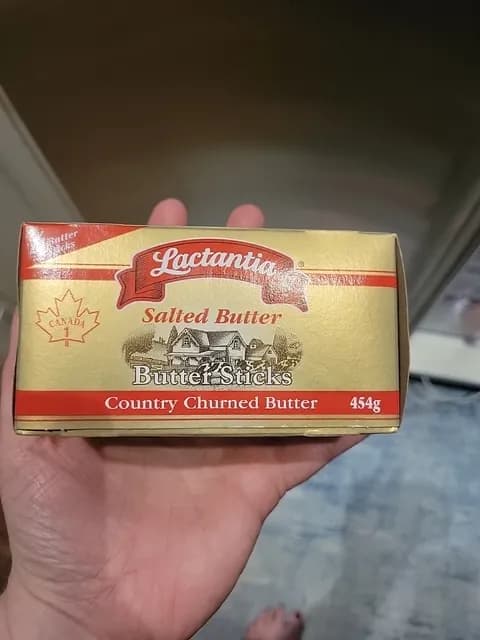 Butter
Sticks
Lactantia
®
CANADA
1
Salted Butter
Butter Sticks
Country Churned Butter 454g